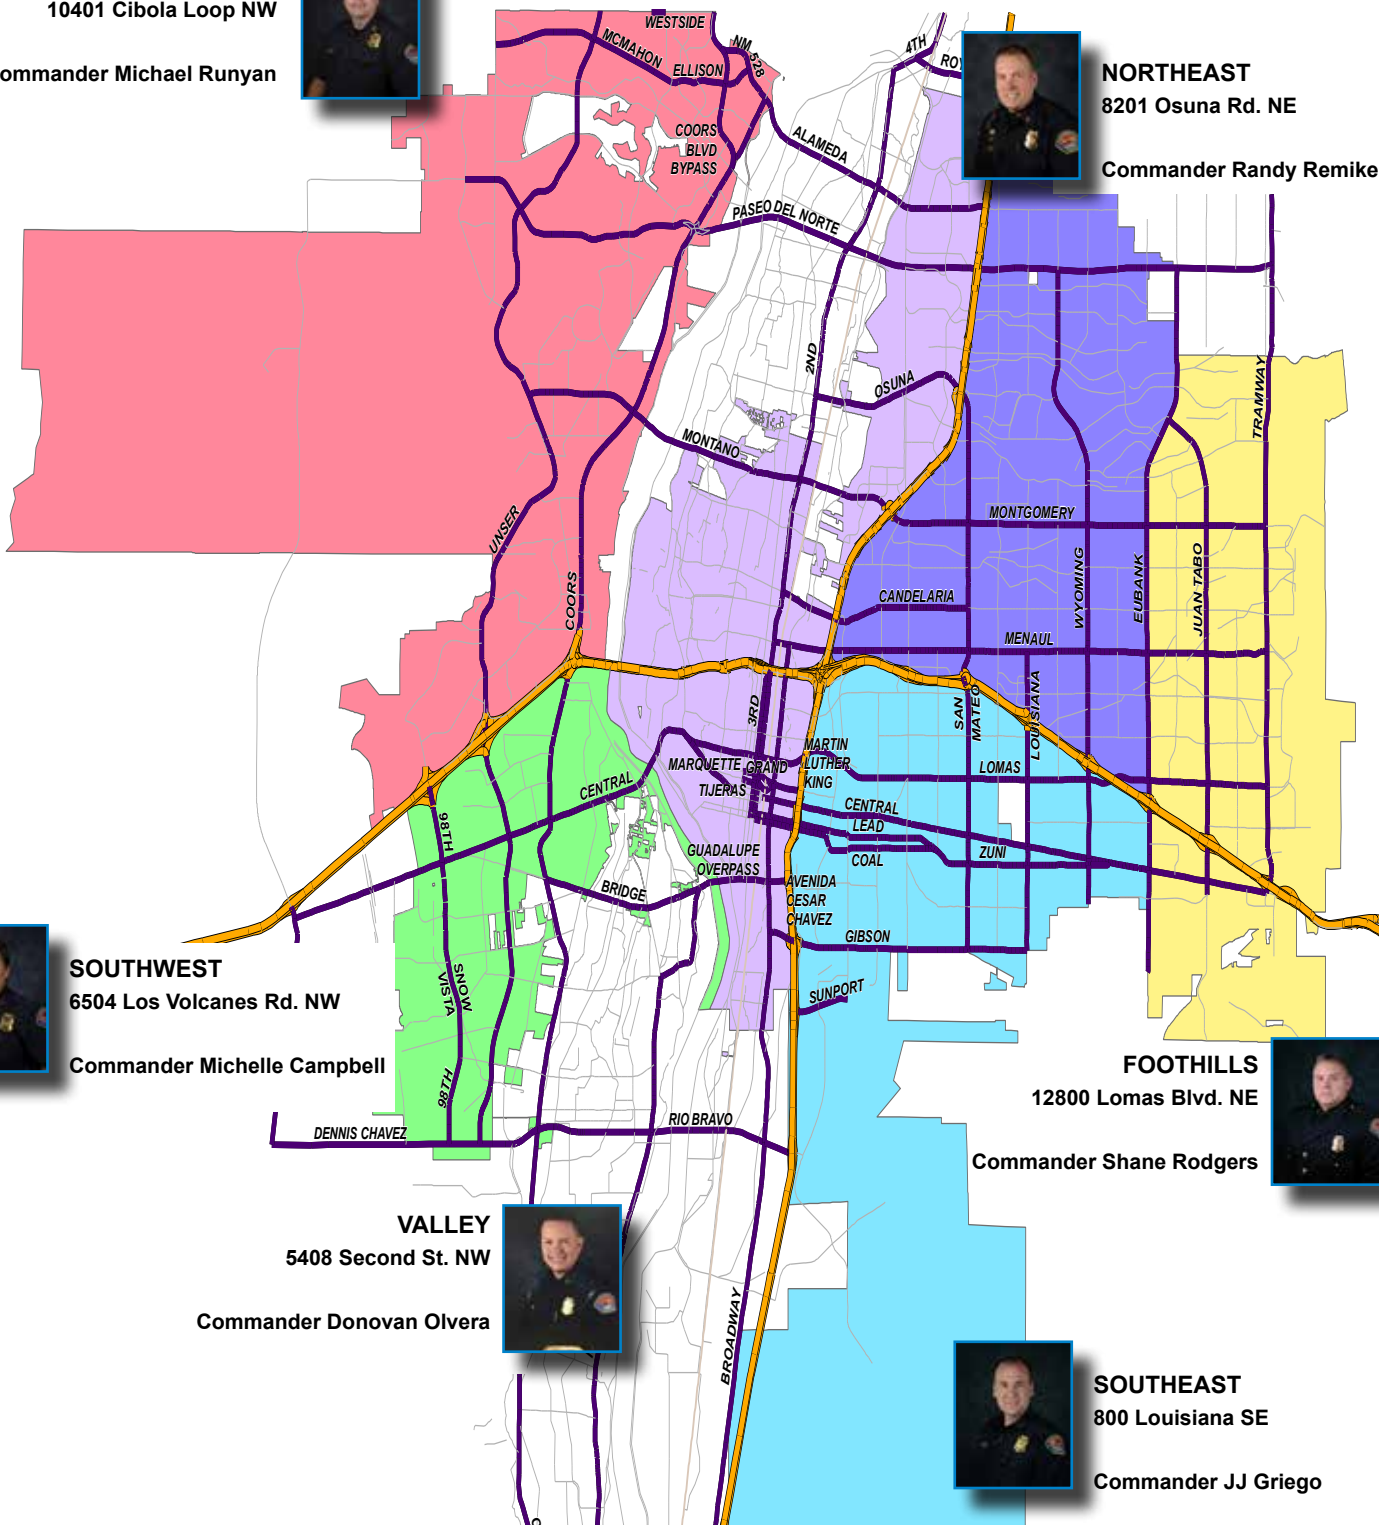 10401 Cibola Loop NW
Commander Michael Runyan
NORTHEAST
8201 Osuna Rd. NE
Commander Randy Remike
WESTSIDE
MCMAHON
ELLISON
NM 528
4TH
COORS
BLVD
BYPASS
ALAMEDA
PASEO DEL NORTE
2ND
OSUNA
TRAMWAY
MONTANO
MONTGOMERY
UNSER
COORS
WYOMING
EUBANK
JUAN TABO
CANDELARIA
MENAUL
3RD
SAN
MATEO
LOUISIANA
MARTIN
LUTHER
KING
MARQUETTE
GRAND
TIJERAS
LOMAS
CENTRAL
CENTRAL
LEAD
COAL
ZUNI
98TH
GUADALUPE
OVERPASS
BRIDGE
AVENIDA
CESAR
CHAVEZ
GIBSON
SUNPORT
SOUTHWEST
6504 Los Volcanes Rd. NW
Commander Michelle Campbell
SNOW
VISTA
98TH
FOOTHILLS
12800 Lomas Blvd. NE
Commander Shane Rodgers
DENNIS CHAVEZ
RIO BRAVO
VALLEY
5408 Second St. NW
Commander Donovan Olvera
BROADWAY
SOUTHEAST
800 Louisiana SE
Commander JJ Griego